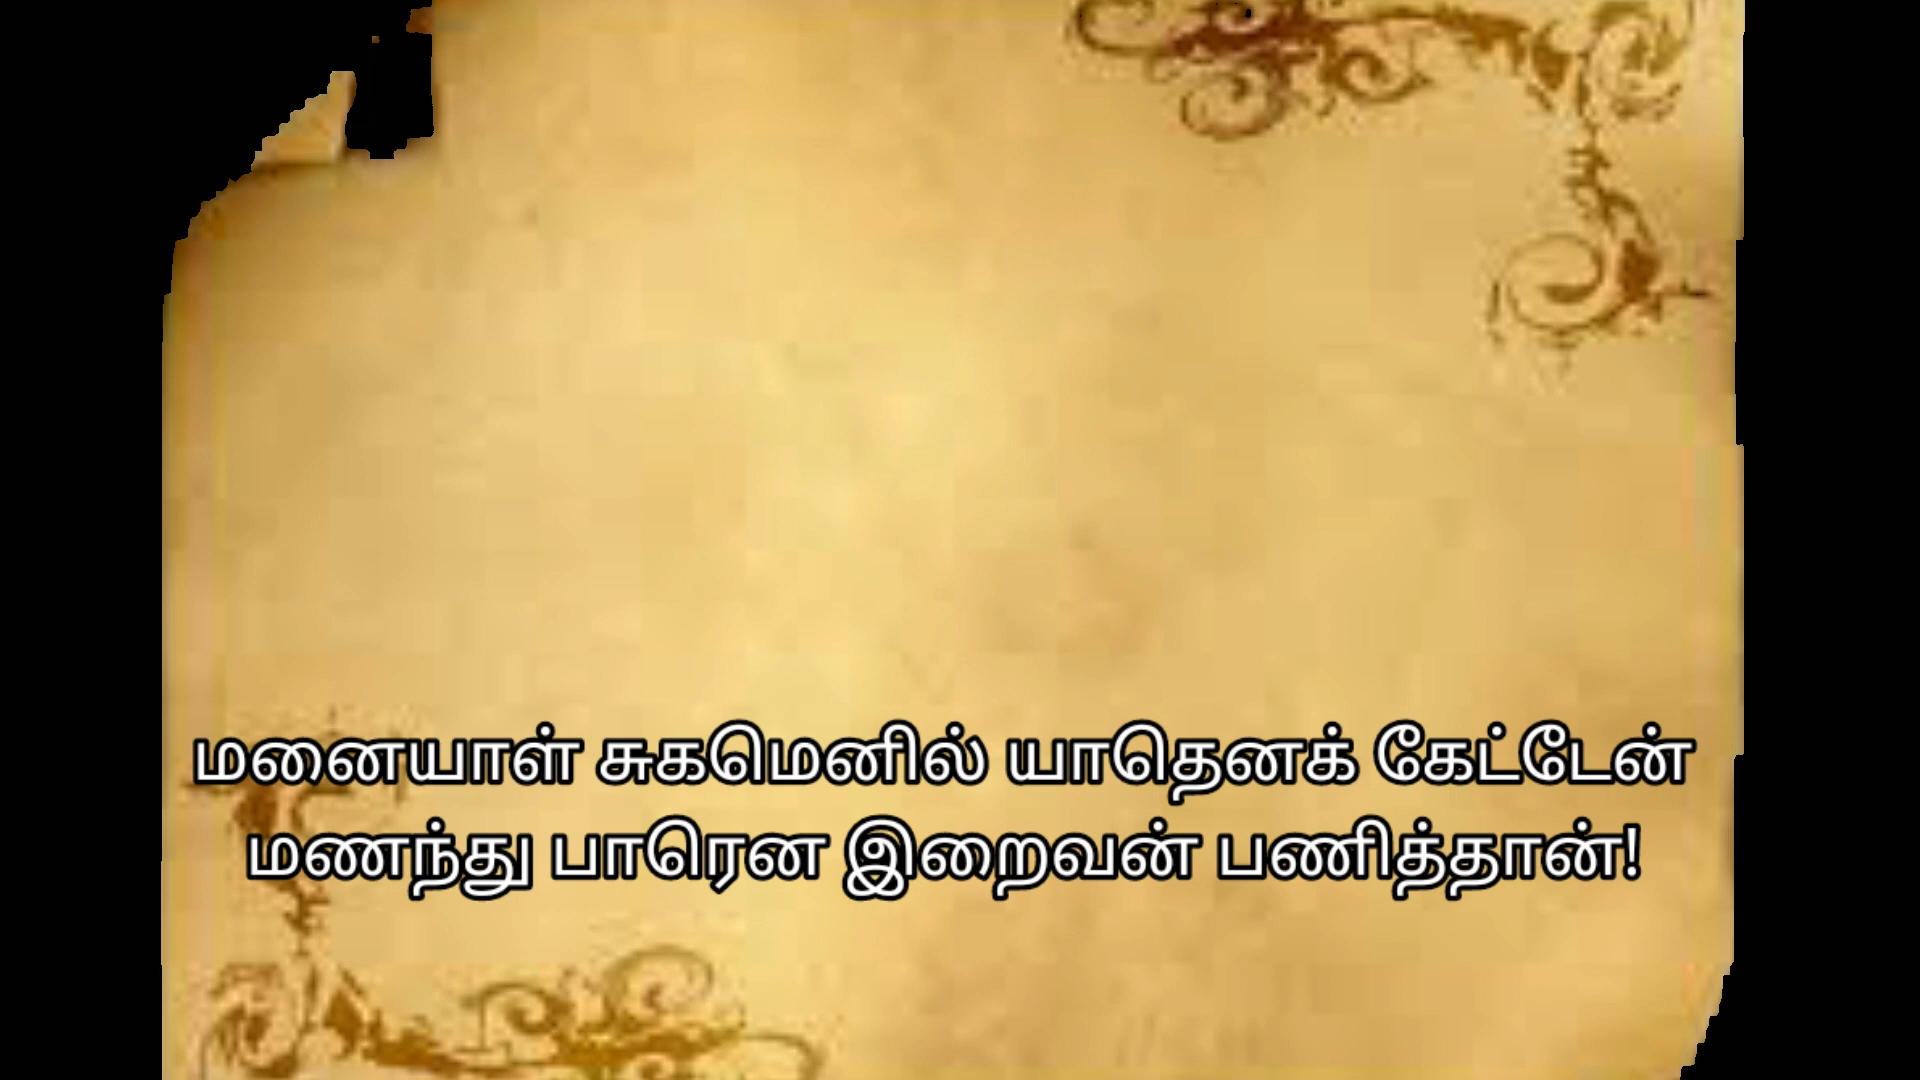 மனையாள் சுகமெனில் யாதெனக் கேட்டேன்
மணந்து பாரென இறைவன் பணித்தான்!